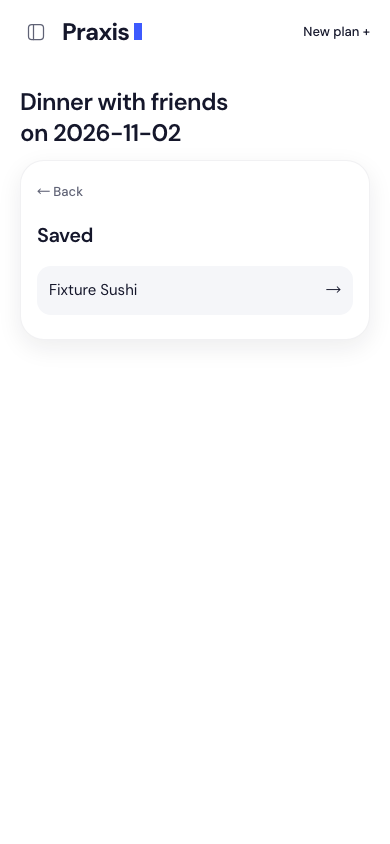 Praxis
New plan +
Dinner with friends
on 2026-11-02
← Back
Saved
Fixture Sushi →